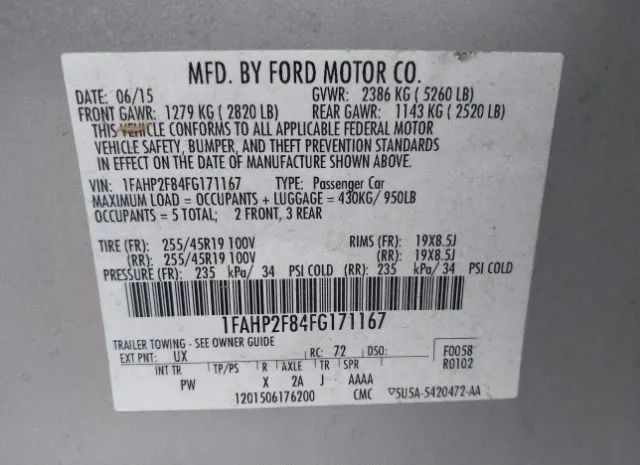 MFD. BY FORD MOTOR CO.
DATE: 06/15 GVWR: 2386 KG ( 5260 LB)
FRONT GAWR: 1279 KG ( 2820 LB) REAR GAWR: 1143 KG ( 2520 LB)
THIS VEHICLE CONFORMS TO ALL APPLICABLE FEDERAL MOTOR
VEHICLE SAFETY, BUMPER, AND THEFT PREVENTION STANDARDS
IN EFFECT ON THE DATE OF MANUFACTURE SHOWN ABOVE.
VIN: 1FAHP2F84FG171167 TYPE: Passenger Car
MAXIMUM LOAD = OCCUPANTS + LUGGAGE = 430KG/ 950LB
OCCUPANTS = 5 TOTAL; 2 FRONT, 3 REAR
TIRE (FR): 255/45R19 100V RIMS (FR): 19X8.5J
(RR): 255/45R19 100V (RR): 19X8.5J
PRESSURE (FR): 235 kPa/ 34 PSI COLD (RR): 235 kPa/ 34 PSI COLD
1FAHP2F84FG171167
TRAILER TOWING - SEE OWNER GUIDE
EXT PNT: UX RC: 72 DSO: F0058
INT TR TP/PS R AXLE TR SPR R0102
PW X 2A J AAAA
1201506176200 CMC ▽5U5A-5420472-AA